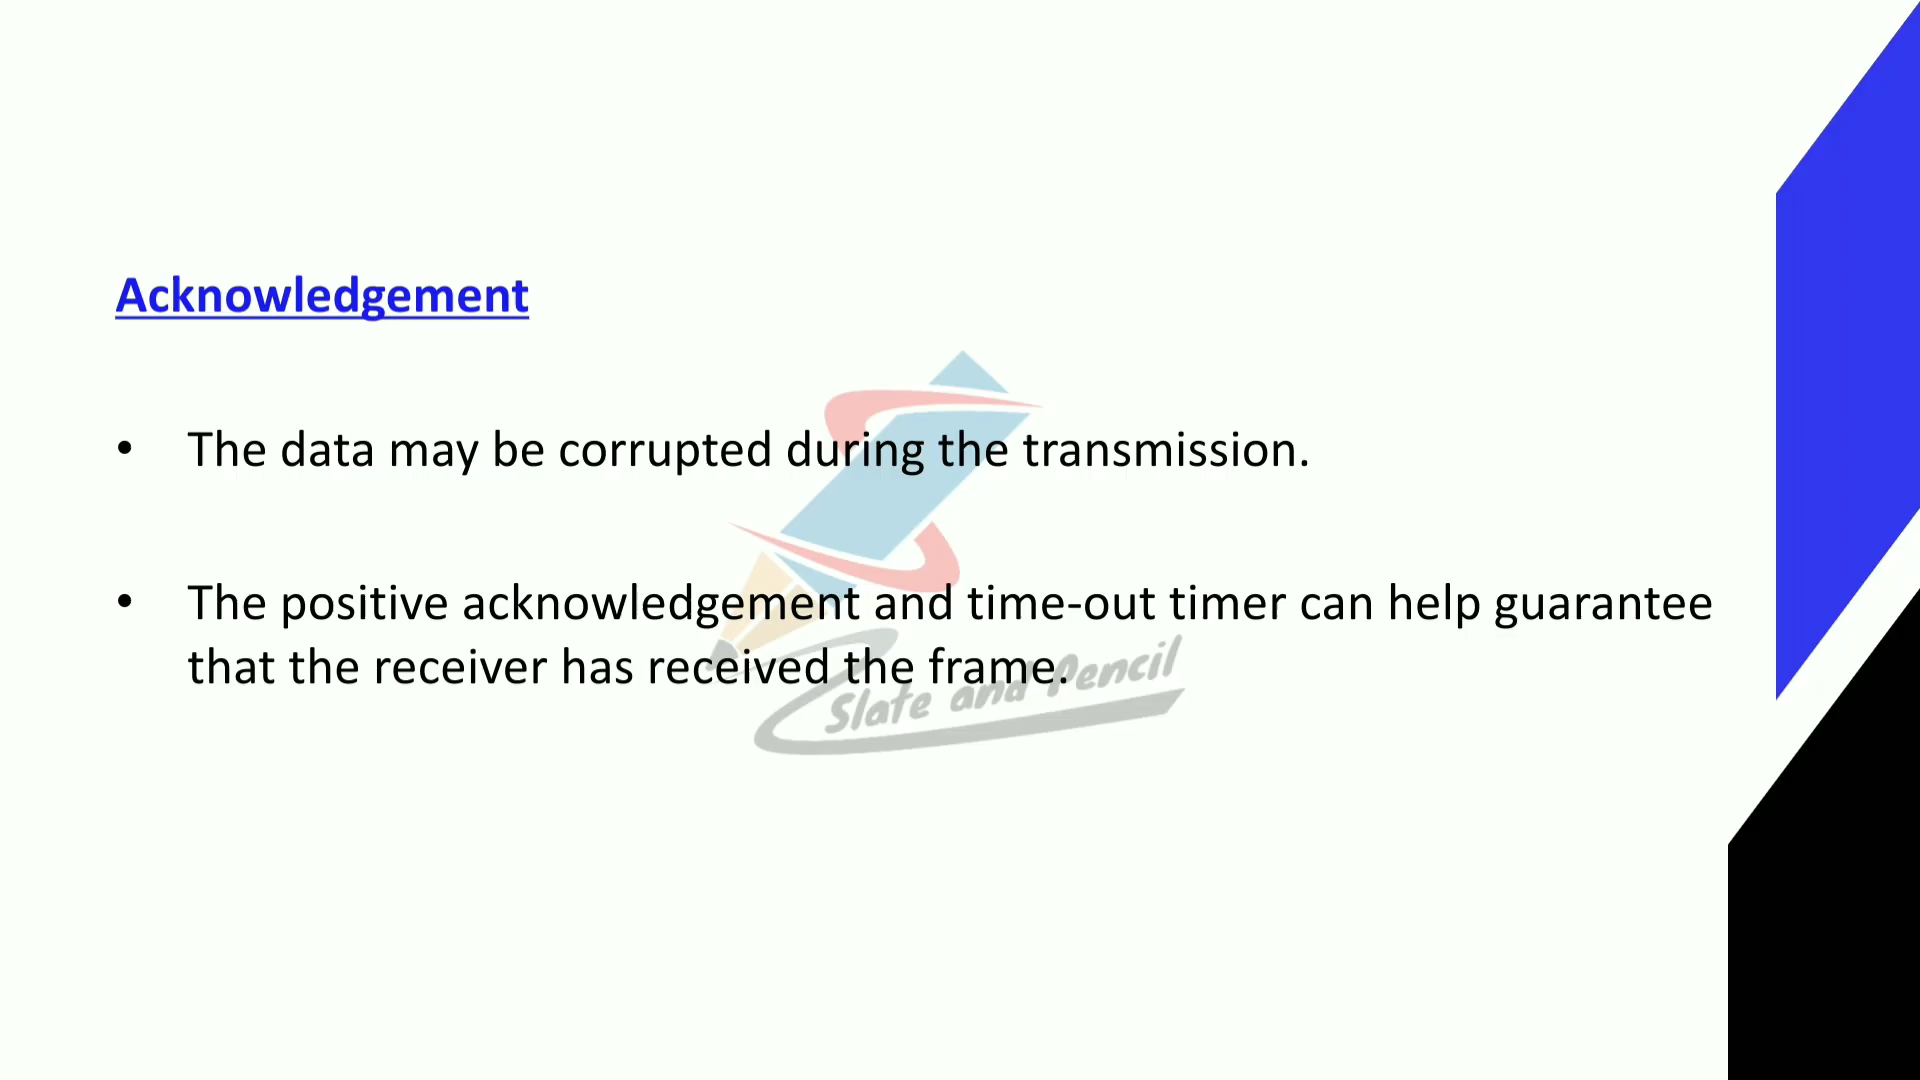 Acknowledgement
• The data may be corrupted during the transmission.
• The positive acknowledgement and time-out timer can help guarantee
that the receiver has received the frame.
Slate and Pencil